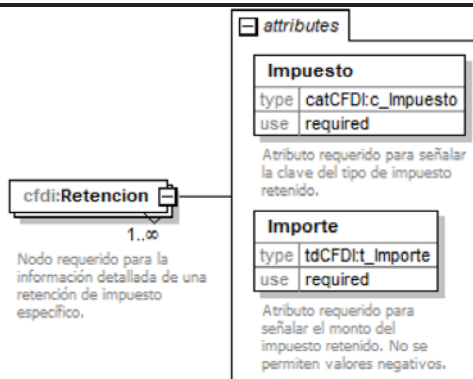 attributes
Impuesto
type catCFDI:c_Impuesto
use required
Atributo requerido para señalar
la clave del tipo de impuesto
retenido.
cfdi:Retencion
1..∞
Nodo requerido para la
información detallada de una
retención de impuesto
específico.
Importe
type tdCFDI:t_Importe
use required
Atributo requerido para
señalar el monto del
impuesto retenido. No se
permiten valores negativos.